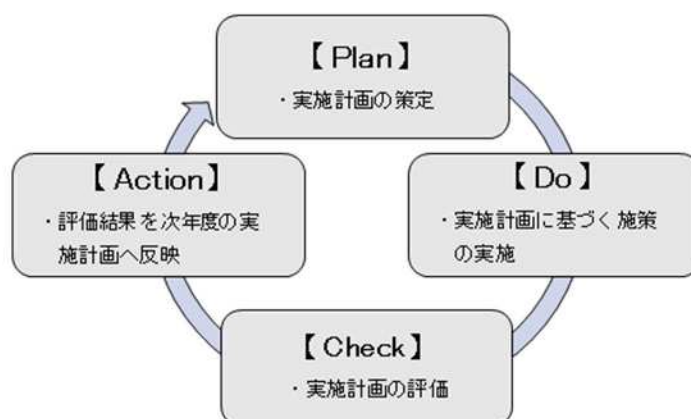 【Plan】
・実施計画の策定
【Do】
・実施計画に基づく施策
の実施
【Check】
・実施計画の評価
【Action】
・評価結果を次年度の実
施計画へ反映